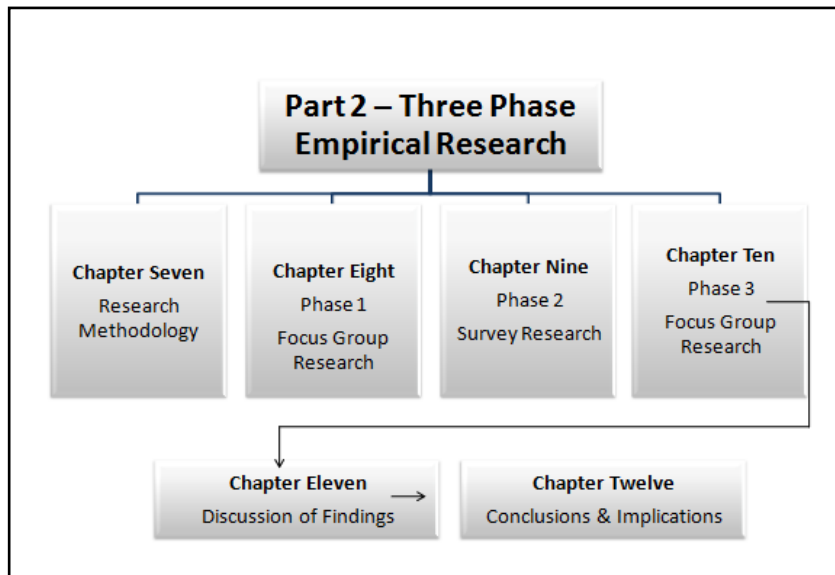 Part 2 – Three Phase
Empirical Research
Chapter Seven
Research
Methodology
Chapter Eight
Phase 1
Focus Group
Research
Chapter Nine
Phase 2
Survey Research
Chapter Ten
Phase 3
Focus Group
Research
Chapter Eleven
Discussion of Findings
Chapter Twelve
Conclusions & Implications